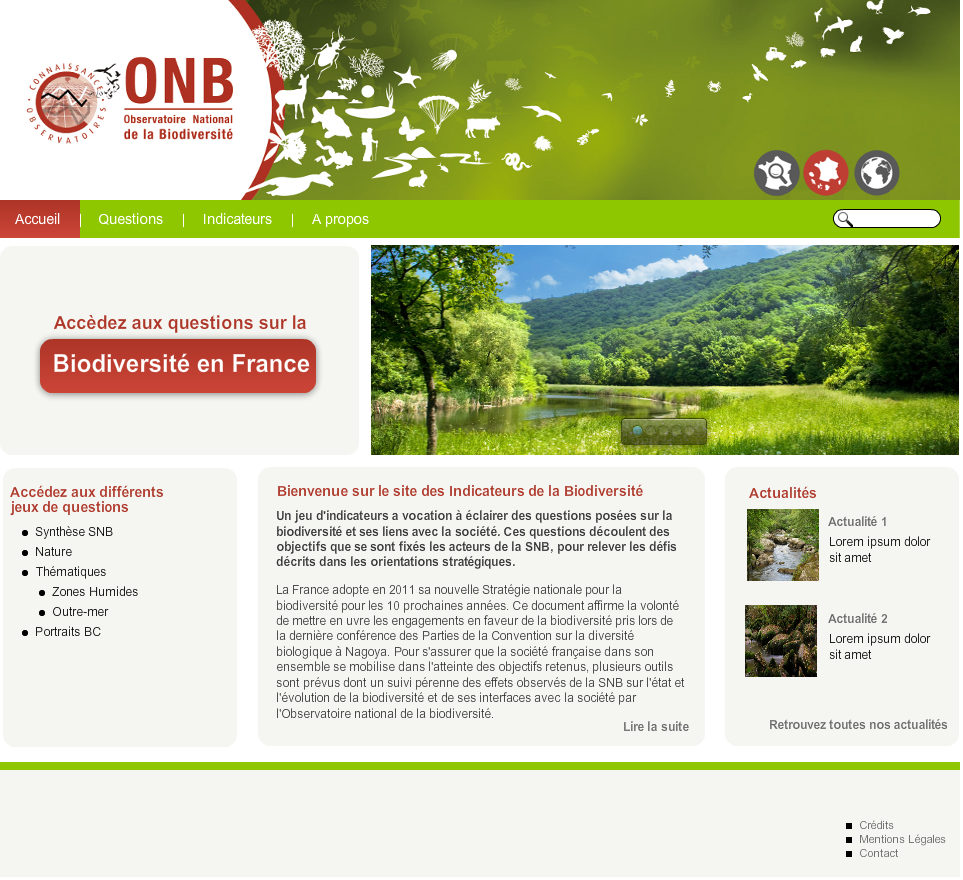 CONNAISSANCE
OBSERVATOIRES
ONB
Observatoire National
de la Biodiversité
Accueil
Questions
Indicateurs
A propos
Accèdez aux questions sur la
Biodiversité en France
Accédez aux différents
jeux de questions
Synthèse SNB
Nature
Thématiques
Zones Humides
Outre-mer
Portraits BC
Bienvenue sur le site des Indicateurs de la Biodiversité
Un jeu d'indicateurs a vocation à éclairer des questions posées sur la
biodiversité et ses liens avec la société. Ces questions découlent des
objectifs que se sont fixés les acteurs de la SNB, pour relever les défis
décrits dans les orientations stratégiques.
La France adopte en 2011 sa nouvelle Stratégie nationale pour la
biodiversité pour les 10 prochaines années. Ce document affirme la volonté
de mettre en uvre les engagements en faveur de la biodiversité pris lors de
la dernière conférence des Parties de la Convention sur la diversité
biologique à Nagoya. Pour s'assurer que la société française dans son
ensemble se mobilise dans l'atteinte des objectifs retenus, plusieurs outils
sont prévus dont un suivi pérenne des effets observés de la SNB sur l'état et
l'évolution de la biodiversité et de ses interfaces avec la société par
l'Observatoire national de la biodiversité.
Lire la suite
Actualités
Actualité 1
Lorem ipsum dolor
sit amet
Actualité 2
Lorem ipsum dolor
sit amet
Retrouvez toutes nos actualités
Crédits
Mentions Légales
Contact